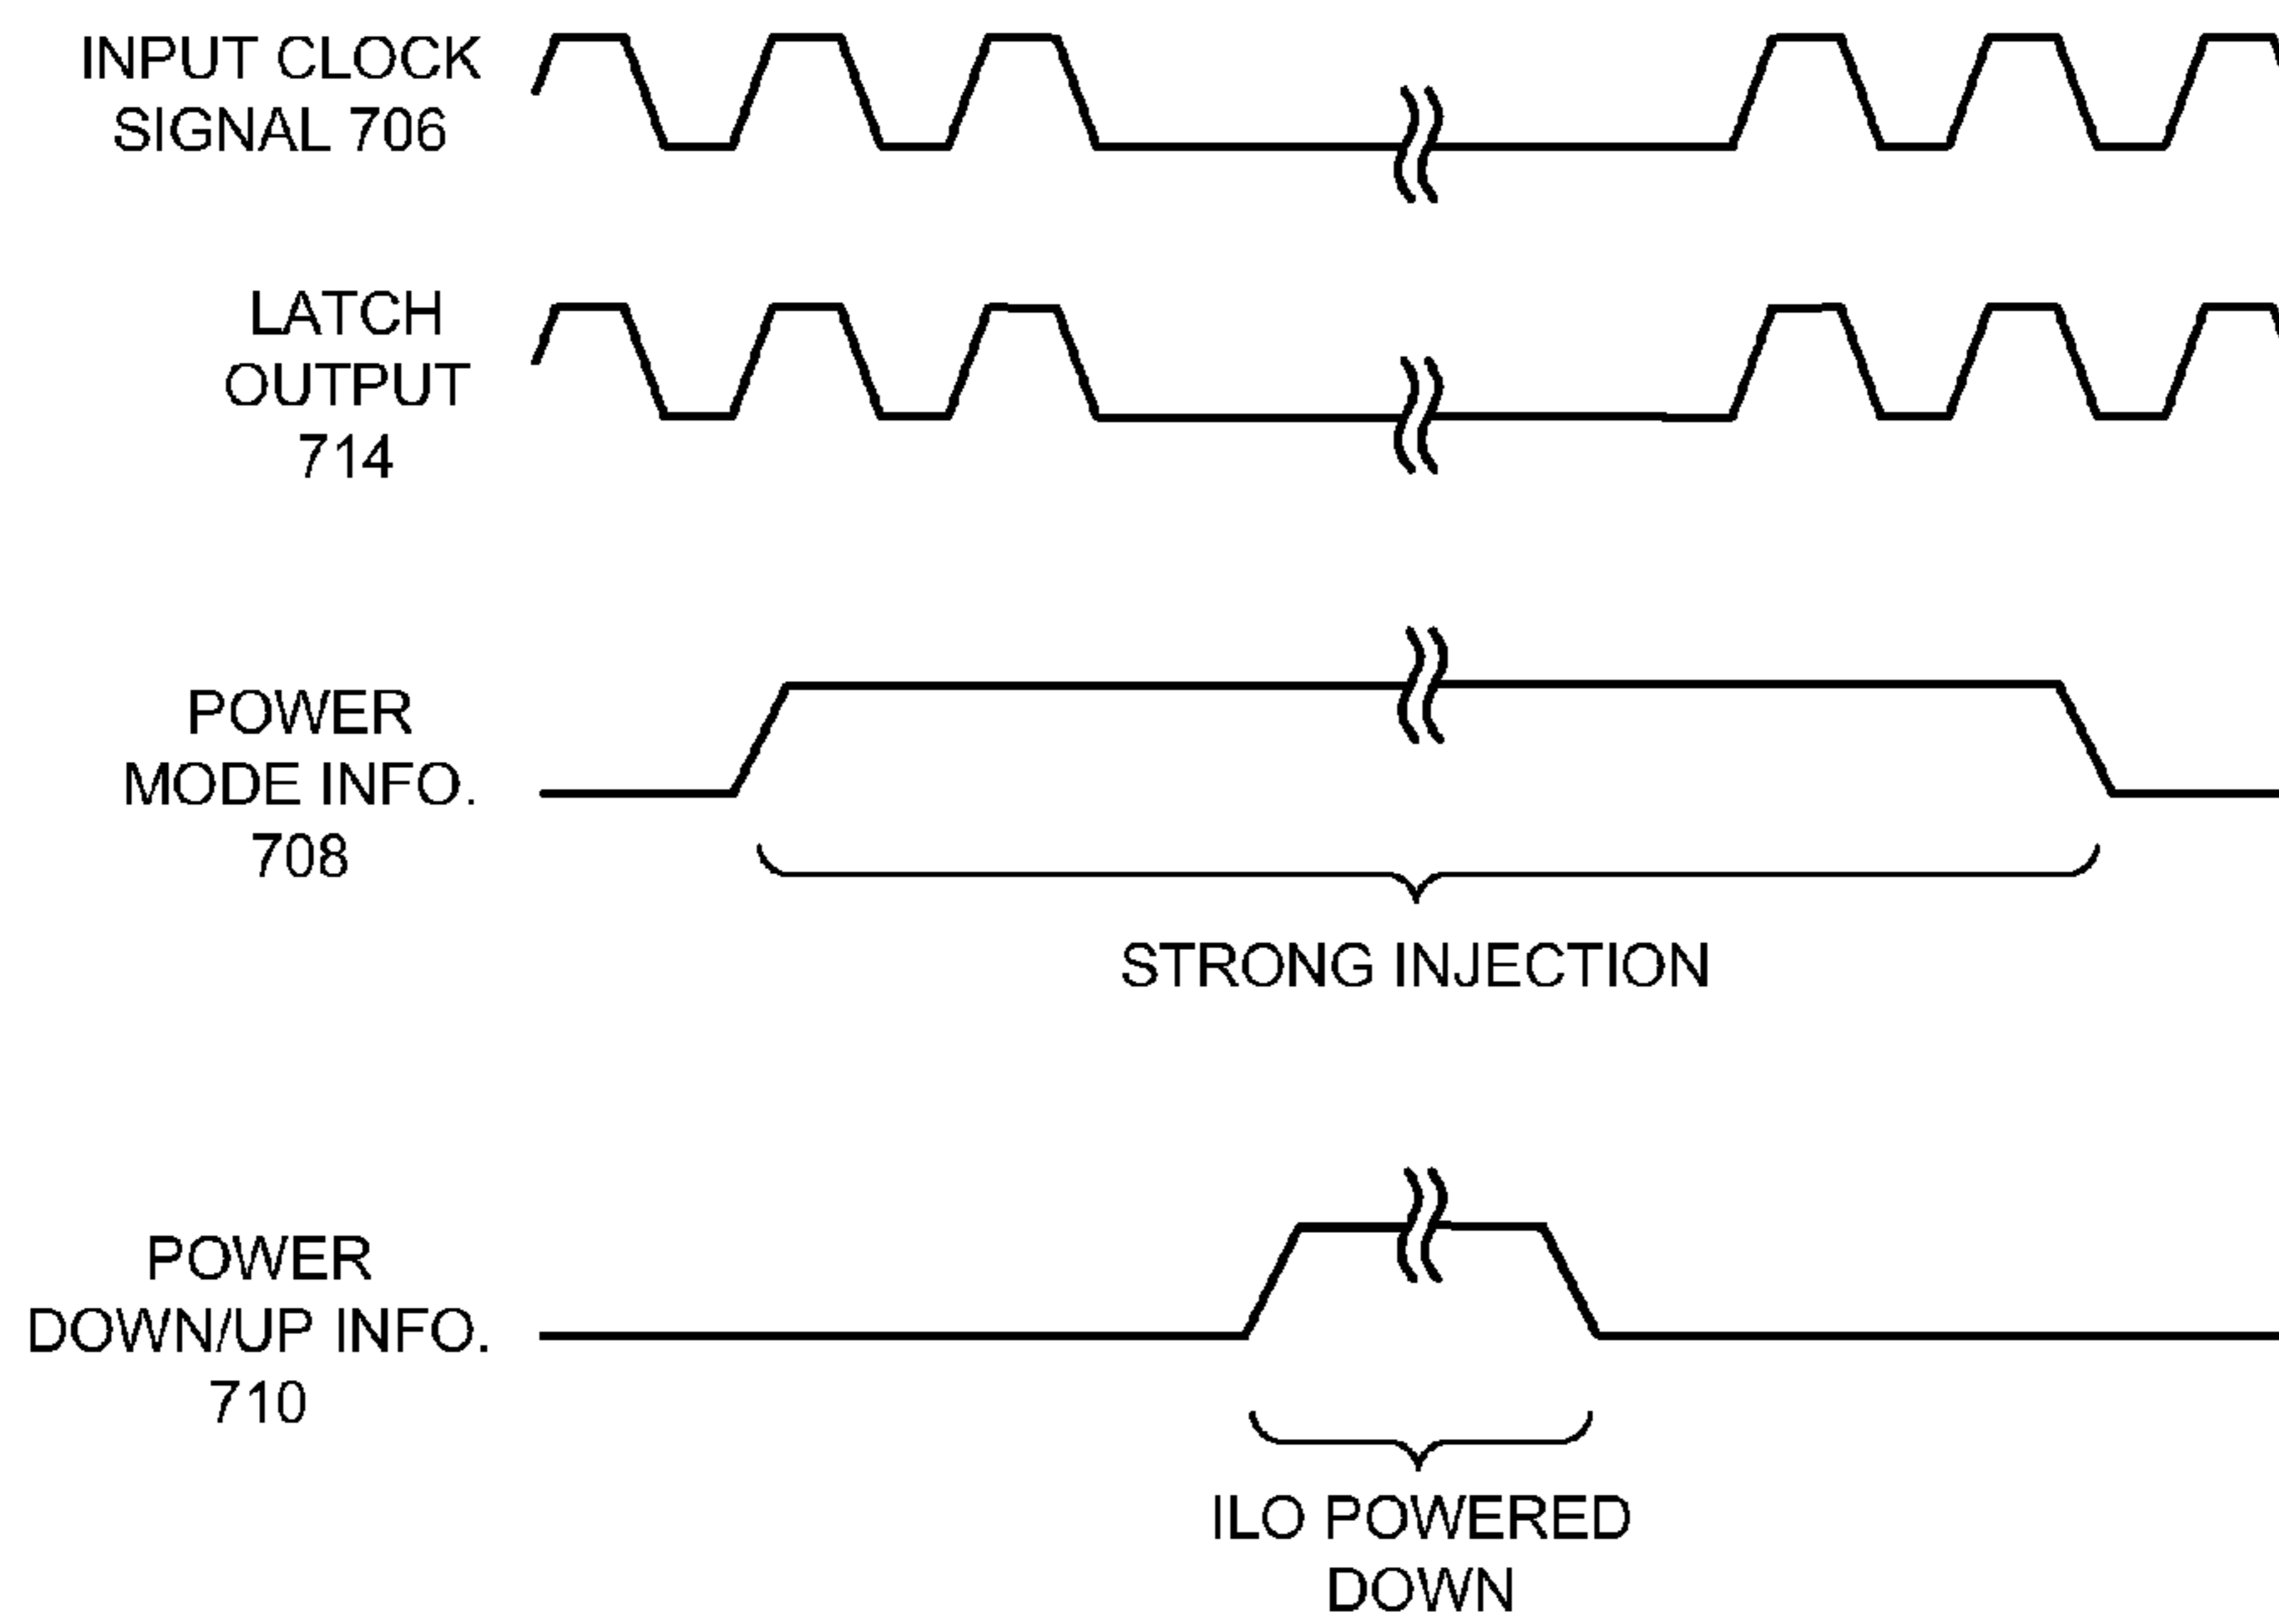 INPUT CLOCK
SIGNAL 706
LATCH
OUTPUT
714
POWER
MODE INFO.
708
STRONG INJECTION
POWER
DOWN/UP INFO.
710
ILO POWERED
DOWN